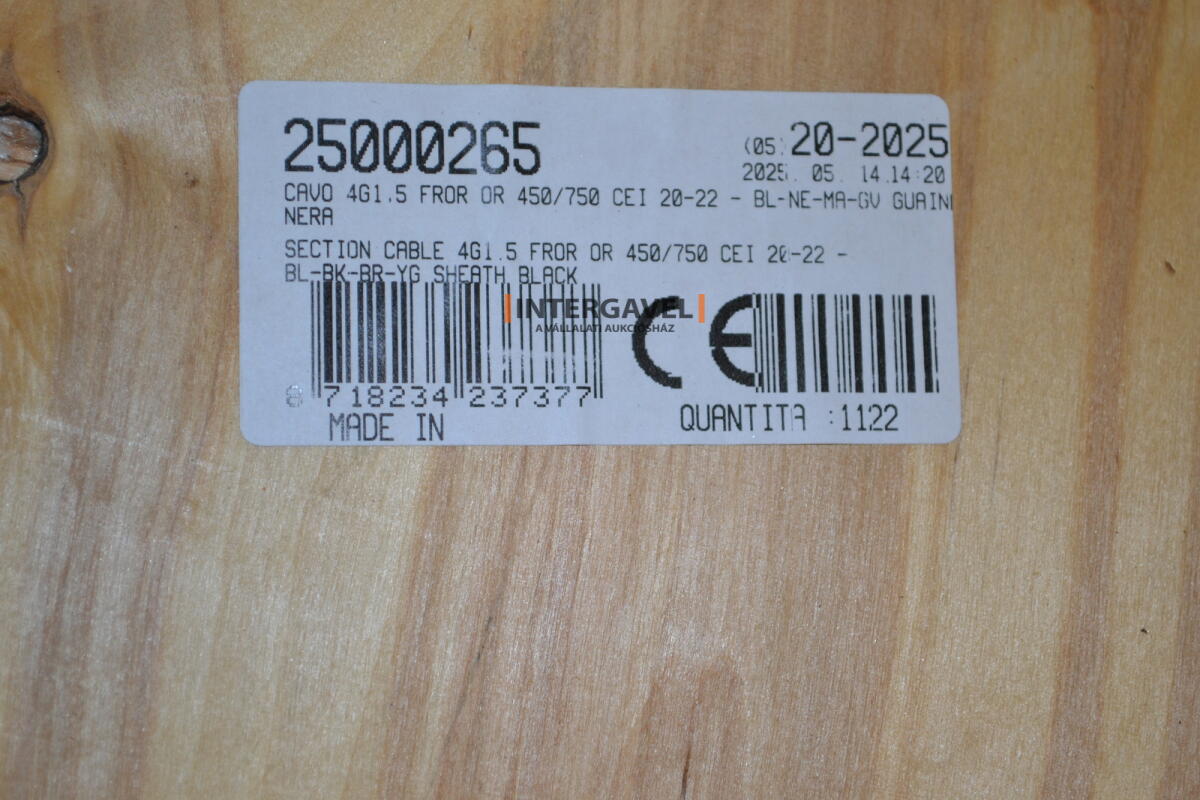 25000265
(05) 20-2025
2025. 05. 14.14:20
CAVO 4G1.5 FROR OR 450/750 CEI 20-22 - BL-NE-MA-GV GUAIN
NERA
SECTION CABLE 4G1.5 FROR OR 450/750 CEI 20-22 -
BL-BK-BR-YG SHEATH BLACK
INTERGAVEL
A VÁLLALATI AUKCIÓSHÁZ
CE
8 718234 237377
MADE IN
QUANTITA :1122